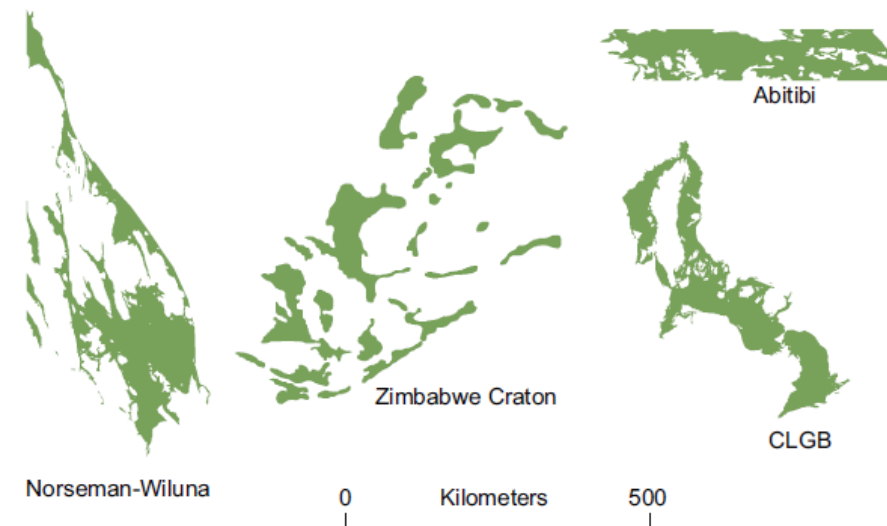 Abitibi
Zimbabwe Craton
CLGB
Norseman-Wiluna
0 Kilometers 500